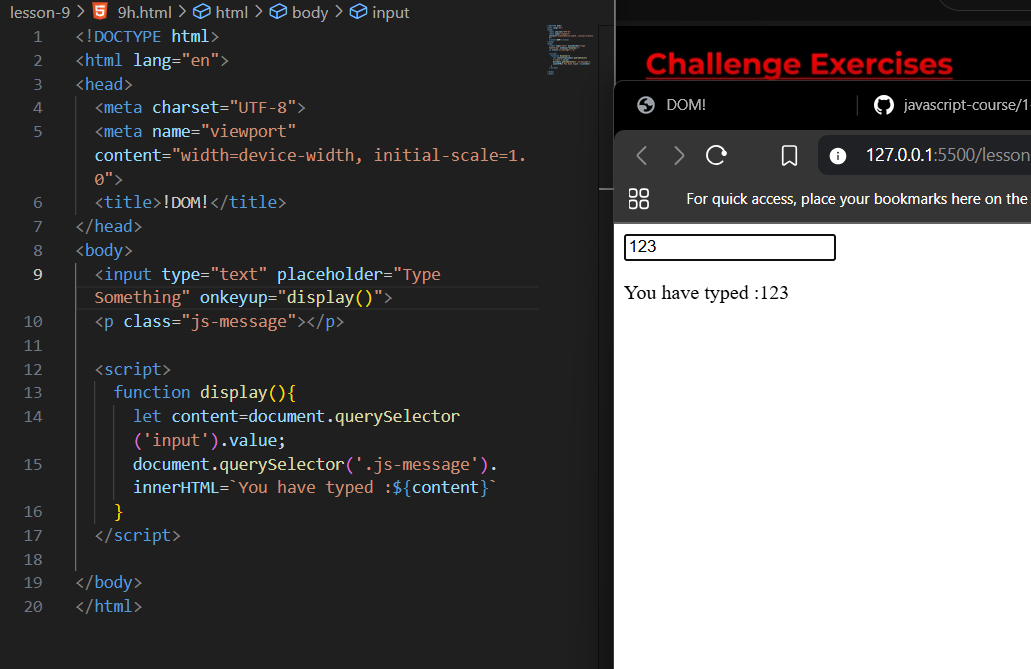 lesson-9 > 9h.html > html > body > input
1 <!DOCTYPE html>
2 <html lang="en">
3 <head>
4 <meta charset="UTF-8">
5 <meta name="viewport"
content="width=device-width, initial-scale=1.
0">
6 <title>!DOM!</title>
7 </head>
8 <body>
9 <input type="text" placeholder="Type
Something" onkeyup="display()">
10 <p class="js-message"></p>
11
12 <script>
13 function display(){
14 let content=document.querySelector
('input').value;
15 document.querySelector('.js-message').
innerHTML=`You have typed :${content}`
16 }
17 </script>
18
19 </body>
20 </html>
Challenge Exercises
DOM!
javascript-course/1-
127.0.0.1:5500/lesson
For quick access, place your bookmarks here on the
123
You have typed :123